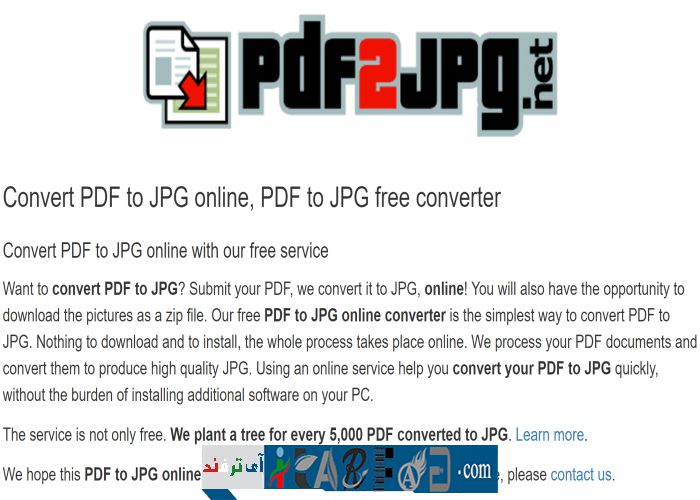 PDF2JPG.net
Convert PDF to JPG online, PDF to JPG free converter
Convert PDF to JPG online with our free service
Want to convert PDF to JPG? Submit your PDF, we convert it to JPG, online! You will also have the opportunity to
download the pictures as a zip file. Our free PDF to JPG online converter is the simplest way to convert PDF to
JPG. Nothing to download and to install, the whole process takes place online. We process your PDF documents and
convert them to produce high quality JPG. Using an online service help you convert your PDF to JPG quickly,
without the burden of installing additional software on your PC.
The service is not only free. We plant a tree for every 5,000 PDF converted to JPG. Learn more.
We hope this PDF to JPG online آی ترفند ITARFAND.com , please contact us.